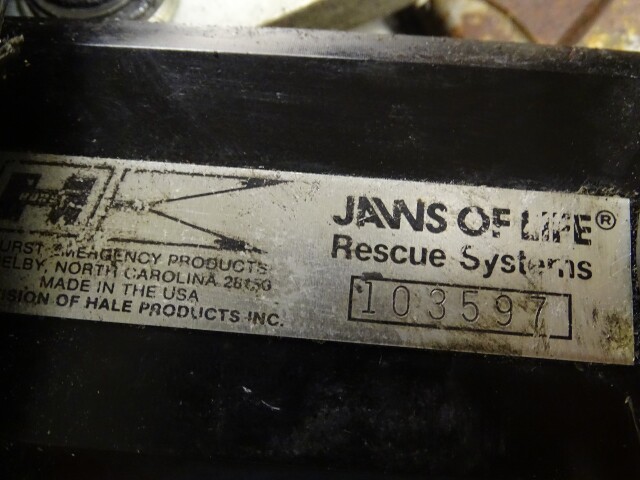 HURST
JAWS OF LIFE®
Rescue Systems
103597
URST EMERGENCY PRODUCTS
ELBY, NORTH CAROLINA 28150
MADE IN THE USA
ISION OF HALE PRODUCTS INC.